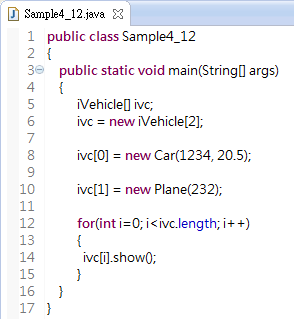 Sample4_12.java
1 public class Sample4_12
2 {
3 public static void main(String[] args)
4 {
5 iVehicle[] ivc;
6 ivc = new iVehicle[2];
7
8 ivc[0] = new Car(1234, 20.5);
9
10 ivc[1] = new Plane(232);
11
12 for(int i=0; i<ivc.length; i++)
13 {
14 ivc[i].show();
15 }
16 }
17 }